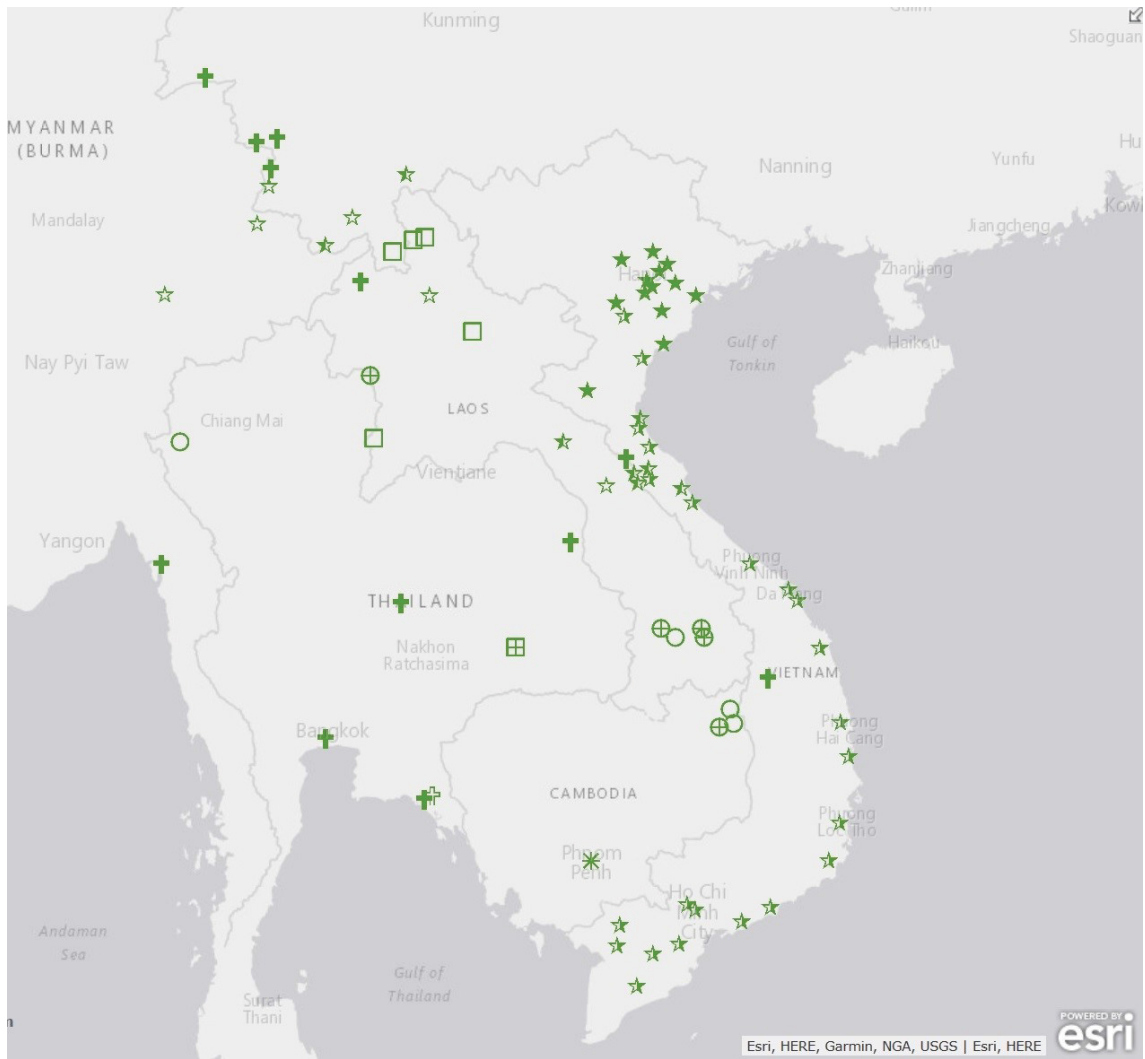 Kunming
Shaoguan
MYANMAR
(BURMA)
Nanning
Yunfu
Mandalay
Jiangcheng
Zhanjiang
Nay Pyi Taw
Gulf of
Tonkin
Haikou
LAOS
Chiang Mai
Vientiane
Yangon
Phuong
Vinh Ninh
Da Nang
THAILAND
Nakhon
Ratchasima
VIETNAM
Bangkok
Phuong
Hai Cang
CAMBODIA
Phuong
Loc Tho
Phnom
Penh
Ho Chi
Minh
City
Andaman
Sea
Gulf of
Thailand
Surat
Thani
POWERED BY
esri
Esri, HERE, Garmin, NGA, USGS | Esri, HERE